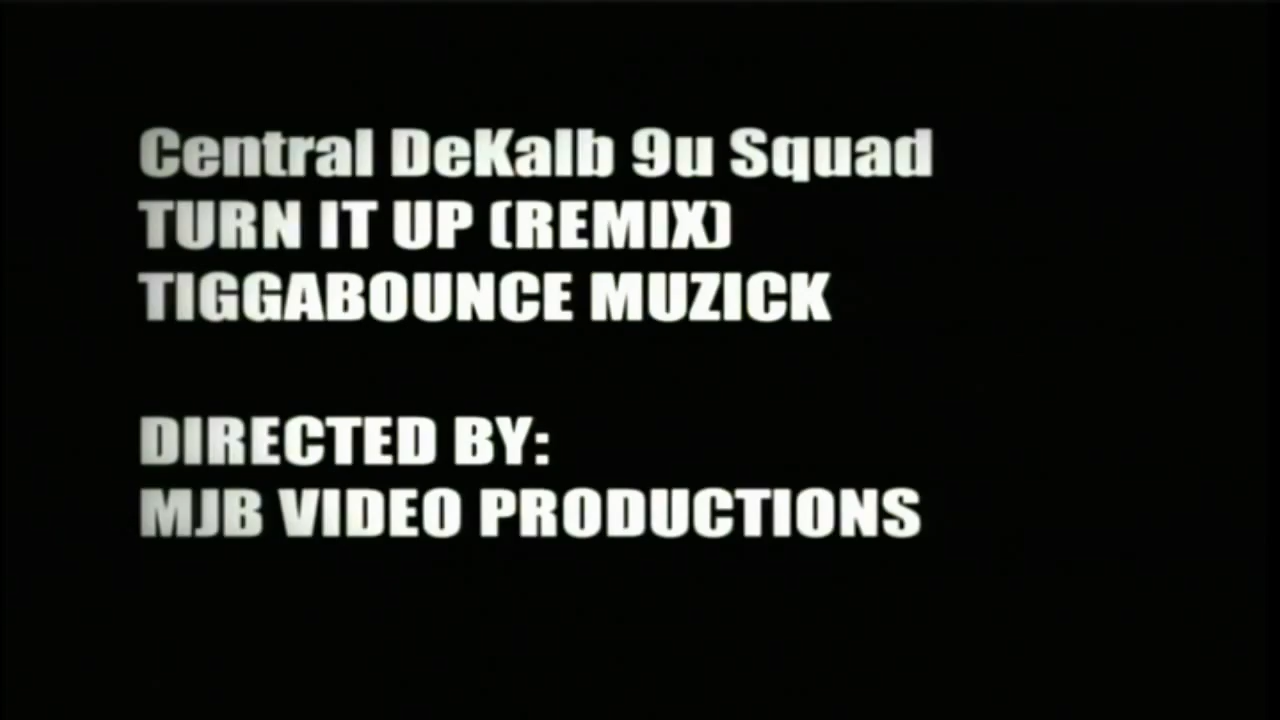 Central DeKalb 9u Squad
TURN IT UP (REMIX)
TIGGABOUNCE MUZICK
DIRECTED BY:
MJB VIDEO PRODUCTIONS